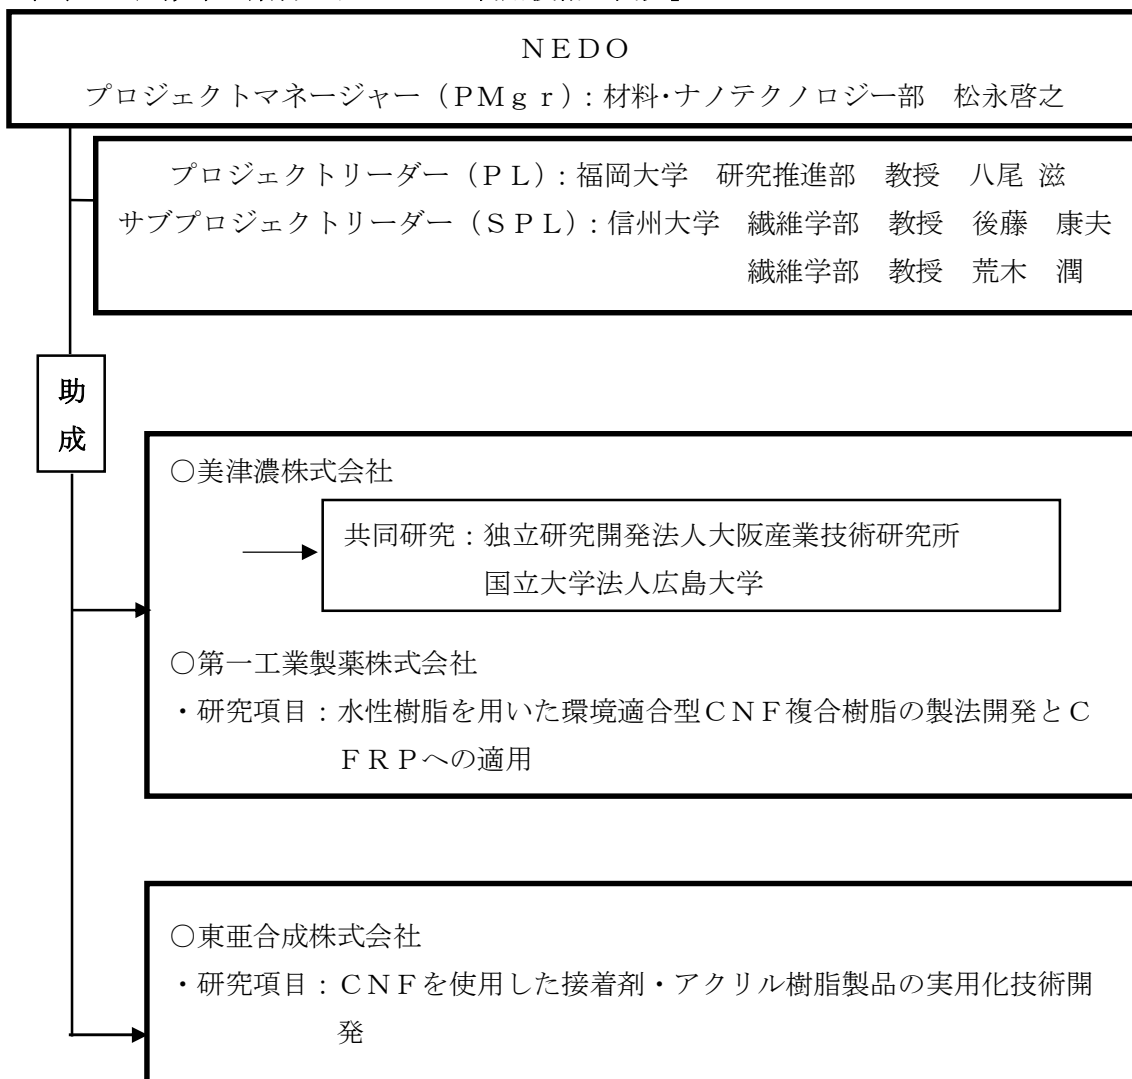 ＮＥＤＯ
プロジェクトマネージャー（ＰＭｇｒ）：材料・ナノテクノロジー部　松永啓之
プロジェクトリーダー（ＰＬ）：福岡大学　研究推進部　教授　八尾 滋
サブプロジェクトリーダー（ＳＰＬ）：信州大学　繊維学部　教授　後藤　康夫
繊維学部　教授　荒木　潤
助
成
○美津濃株式会社
共同研究：独立研究開発法人大阪産業技術研究所
国立大学法人広島大学
○第一工業製薬株式会社
・研究項目：水性樹脂を用いた環境適合型ＣＮＦ複合樹脂の製法開発とＣ
ＦＲＰへの適用
○東亜合成株式会社
・研究項目：ＣＮＦを使用した接着剤・アクリル樹脂製品の実用化技術開
発